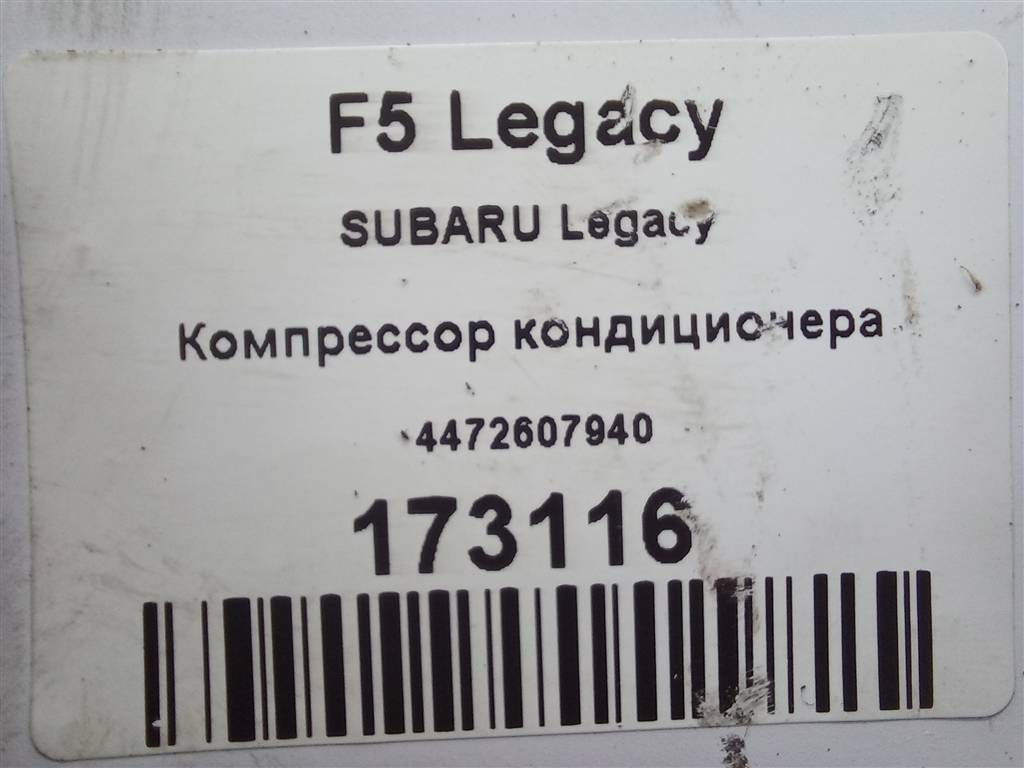 F5 Legacy
SUBARU Legacy
Компрессор кондиционера
4472607940
173116